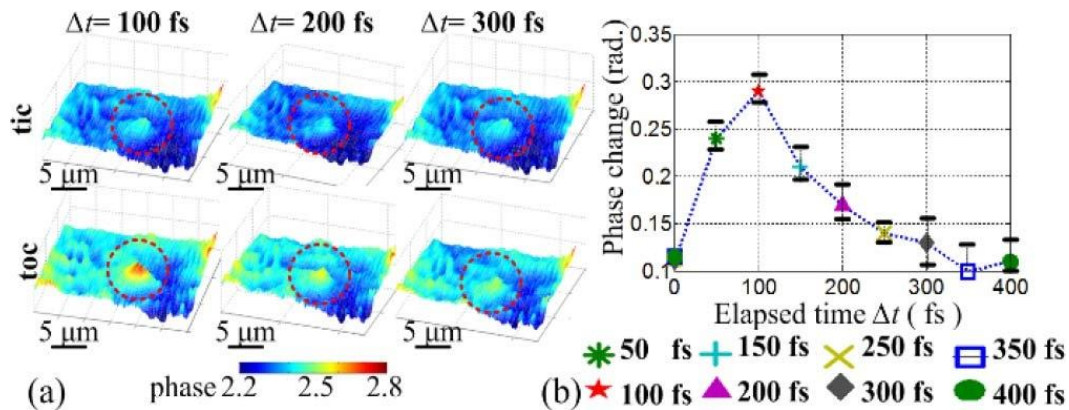 Δt= 100 fs Δt= 200 fs Δt= 300 fs
tic
5 μm 5 μm 5 μm
toc
5 μm 5 μm 5 μm
(a) phase 2.2 2.5 2.8
Phase change (rad.)
0.35
0.3
0.25
0.2
0.15
0.1
0 100 200 300 400
Elapsed time Δt ( fs )
50 fs 150 fs 250 fs 350 fs
(b) 100 fs 200 fs 300 fs 400 fs